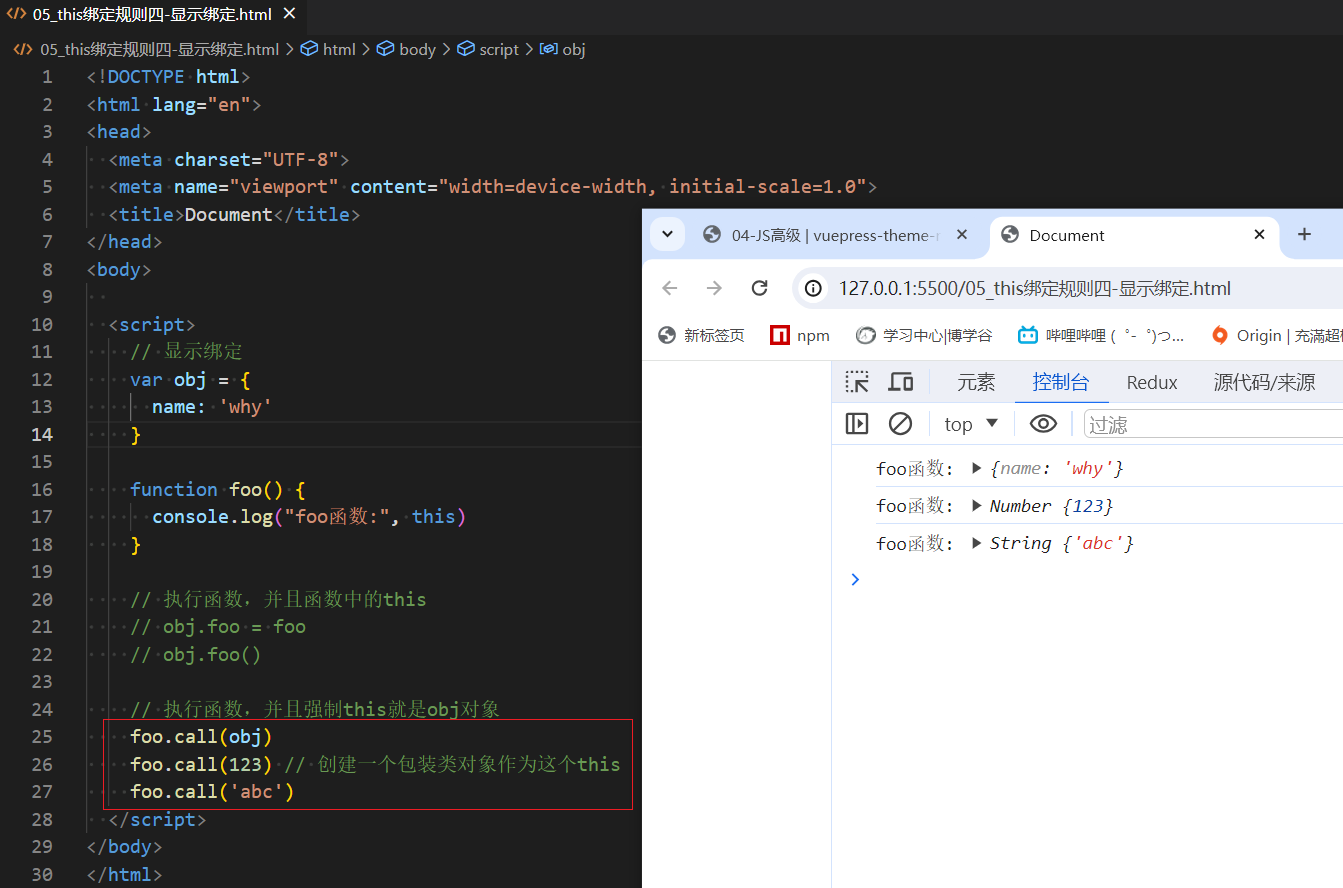 05_this绑定规则四-显示绑定.html
05_this绑定规则四-显示绑定.html > html > body > script > obj
1 <!DOCTYPE html>
2 <html lang="en">
3 <head>
4 <meta charset="UTF-8">
5 <meta name="viewport" content="width=device-width, initial-scale=1.0">
6 <title>Document</title>
7 </head>
8 <body>
9
10 <script>
11 // 显示绑定
12 var obj = {
13 name: 'why'
14 }
15
16 function foo() {
17 console.log("foo函数:", this)
18 }
19
20 // 执行函数，并且函数中的this
21 // obj.foo = foo
22 // obj.foo()
23
24 // 执行函数，并且强制this就是obj对象
25 foo.call(obj)
26 foo.call(123) // 创建一个包装类对象作为这个this
27 foo.call('abc')
28 </script>
29 </body>
30 </html>
04-JS高级 | vuepress-theme- Document
127.0.0.1:5500/05_this绑定规则四-显示绑定.html
新标签页 npm 学习中心|博学谷 哔哩哔哩 (゜-゜)つ... Origin | 充满超
元素 控制台 Redux 源代码/来源
top 过滤
foo函数: {name: 'why'}
foo函数: Number {123}
foo函数: String {'abc'}